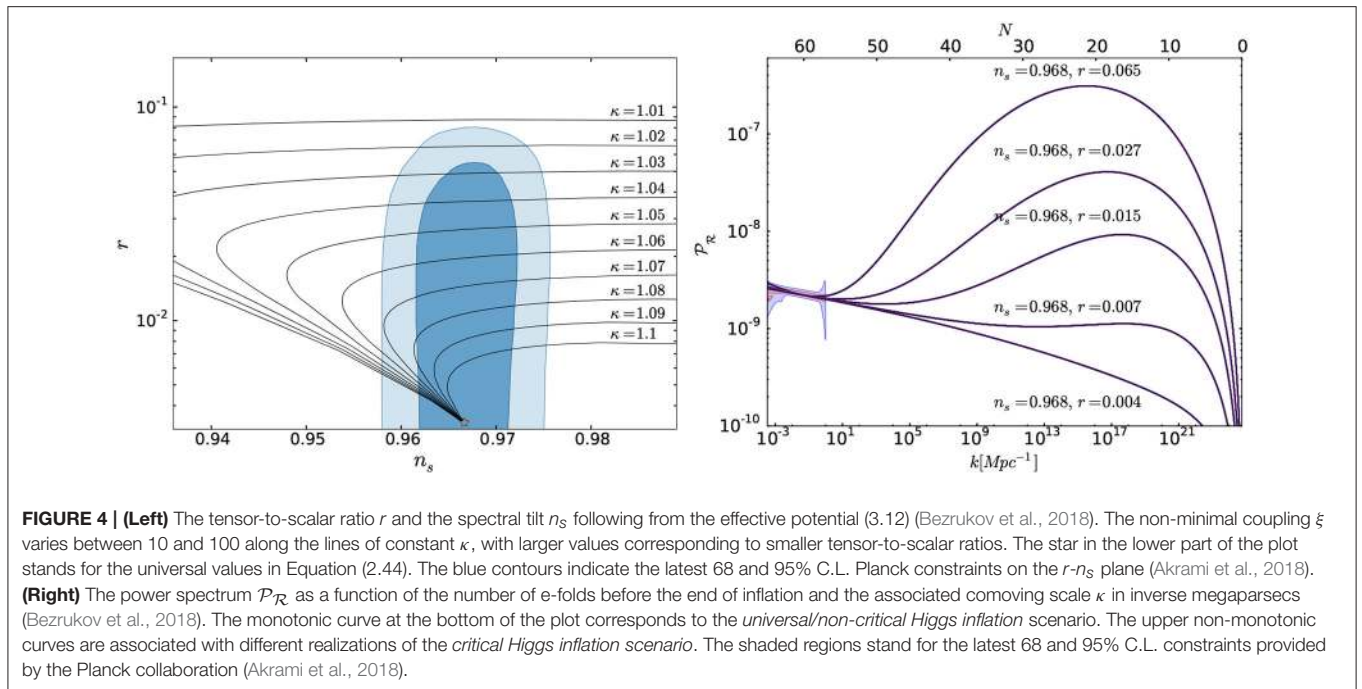 10⁻¹
10⁻²
r
0.94
0.95
0.96
0.97
0.98
n_s
κ=1.01
κ=1.02
κ=1.03
κ=1.04
κ=1.05
κ=1.06
κ=1.07
κ=1.08
κ=1.09
κ=1.1
N
60
50
40
30
20
10
0
10⁻⁷
10⁻⁸
10⁻⁹
10⁻¹⁰
𝒫_ℛ
n_s=0.968, r=0.065
n_s=0.968, r=0.027
n_s=0.968, r=0.015
n_s=0.968, r=0.007
n_s=0.968, r=0.004
10⁻³
10¹
10⁵
10⁹
10¹³
10¹⁷
10²¹
k[Mpc⁻¹]
FIGURE 4 | (Left) The tensor-to-scalar ratio r and the spectral tilt n_S following from the effective potential (3.12) (Bezrukov et al., 2018). The non-minimal coupling ξ
varies between 10 and 100 along the lines of constant κ, with larger values corresponding to smaller tensor-to-scalar ratios. The star in the lower part of the plot
stands for the universal values in Equation (2.44). The blue contours indicate the latest 68 and 95% C.L. Planck constraints on the r-n_S plane (Akrami et al., 2018).
(Right) The power spectrum 𝒫_ℛ as a function of the number of e-folds before the end of inflation and the associated comoving scale κ in inverse megaparsecs
(Bezrukov et al., 2018). The monotonic curve at the bottom of the plot corresponds to the universal/non-critical Higgs inflation scenario. The upper non-monotonic
curves are associated with different realizations of the critical Higgs inflation scenario. The shaded regions stand for the latest 68 and 95% C.L. constraints provided
by the Planck collaboration (Akrami et al., 2018).